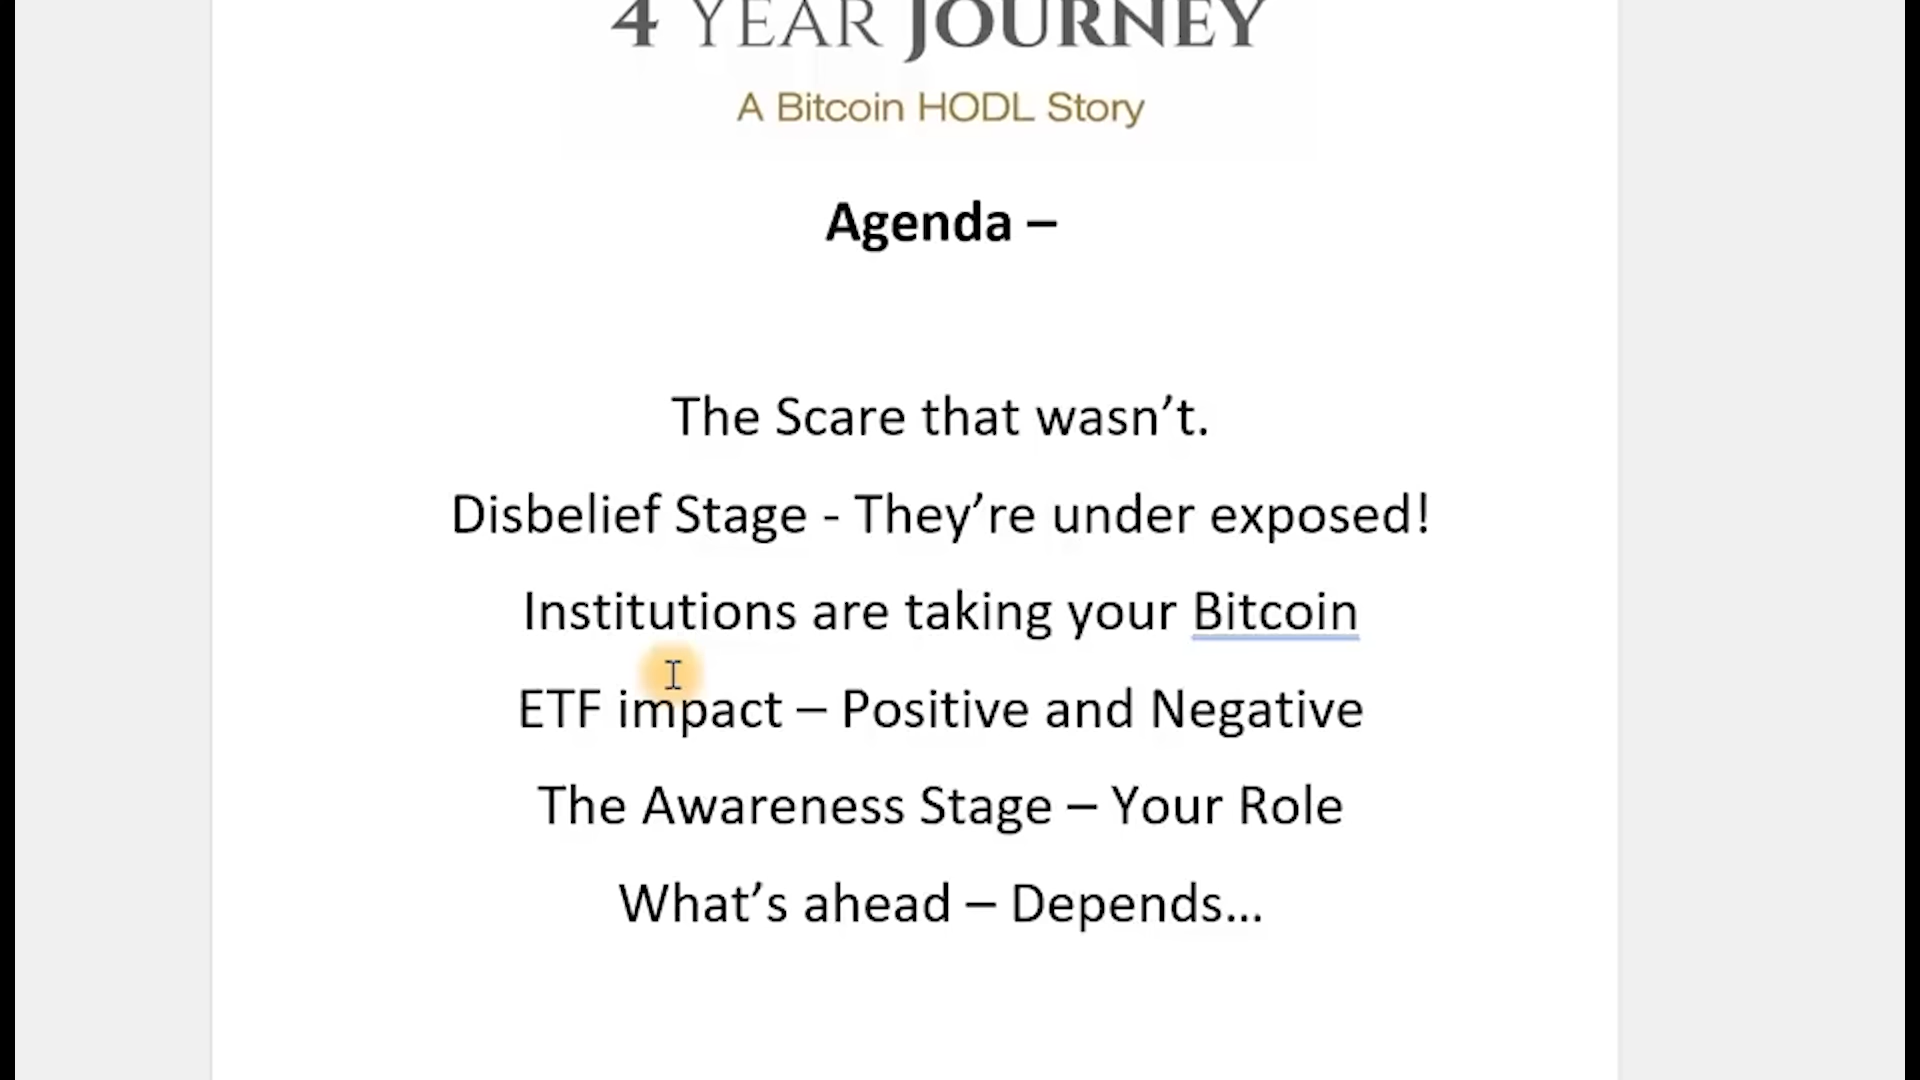 4 YEAR JOURNEY
A Bitcoin HODL Story
Agenda –
The Scare that wasn’t.
Disbelief Stage - They’re under exposed!
Institutions are taking your Bitcoin
ETF impact – Positive and Negative
The Awareness Stage – Your Role
What’s ahead – Depends…